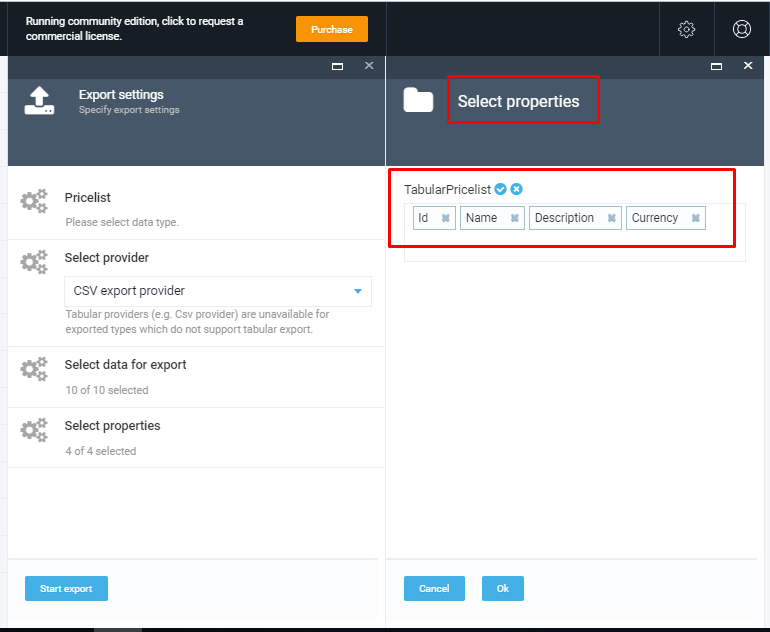 Running community edition, click to request a
commercial license.
Purchase
Export settings
Specify export settings
Pricelist
Please select data type.
Select provider
CSV export provider
Tabular providers (e.g. Csv provider) are unavailable for
exported types which do not support tabular export.
Select data for export
10 of 10 selected
Select properties
4 of 4 selected
Start export
Select properties
TabularPricelist
Id Name Description Currency
Cancel Ok